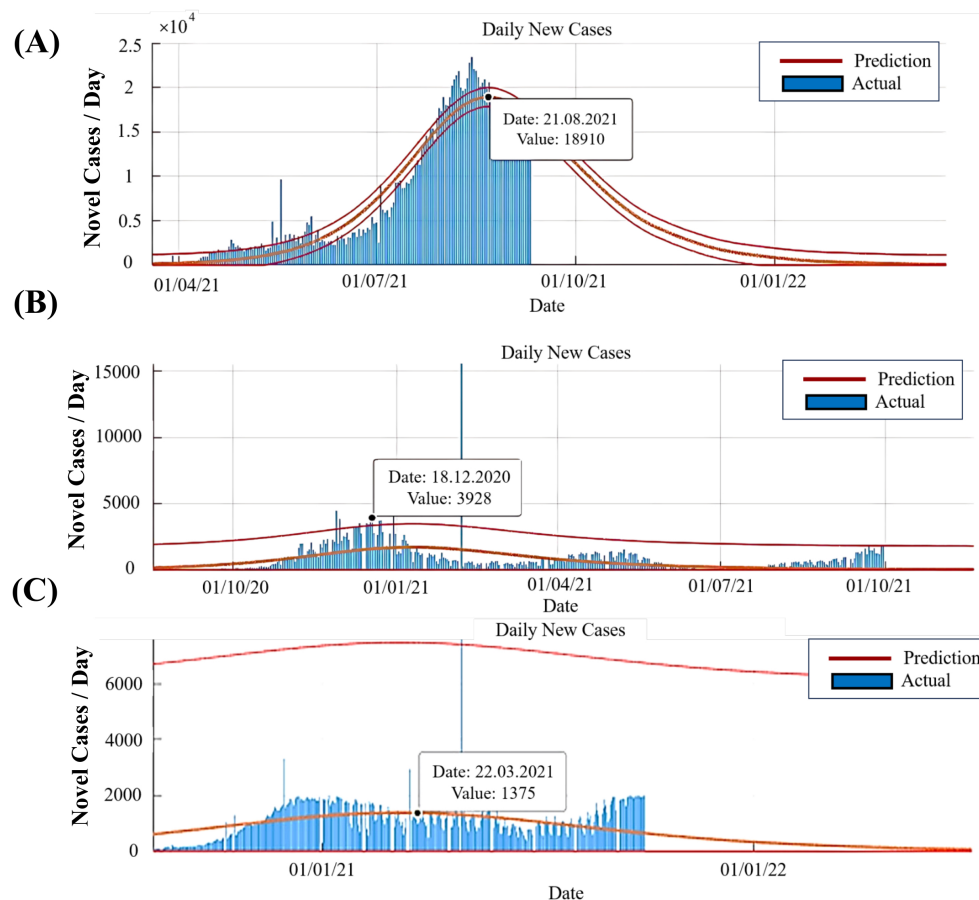 (A)
×10⁴
Daily New Cases
Novel Cases / Day
2.5
2
1.5
1
0.5
0
Prediction
Actual
Date: 21.08.2021
Value: 18910
01/04/21
01/07/21
01/10/21
01/01/22
Date
(B)
Daily New Cases
Novel Cases / Day
15000
10000
5000
0
Prediction
Actual
Date: 18.12.2020
Value: 3928
01/10/20
01/01/21
01/04/21
01/07/21
01/10/21
Date
(C)
Daily New Cases
Novel Cases / Day
6000
4000
2000
0
Prediction
Actual
Date: 22.03.2021
Value: 1375
01/01/21
01/01/22
Date